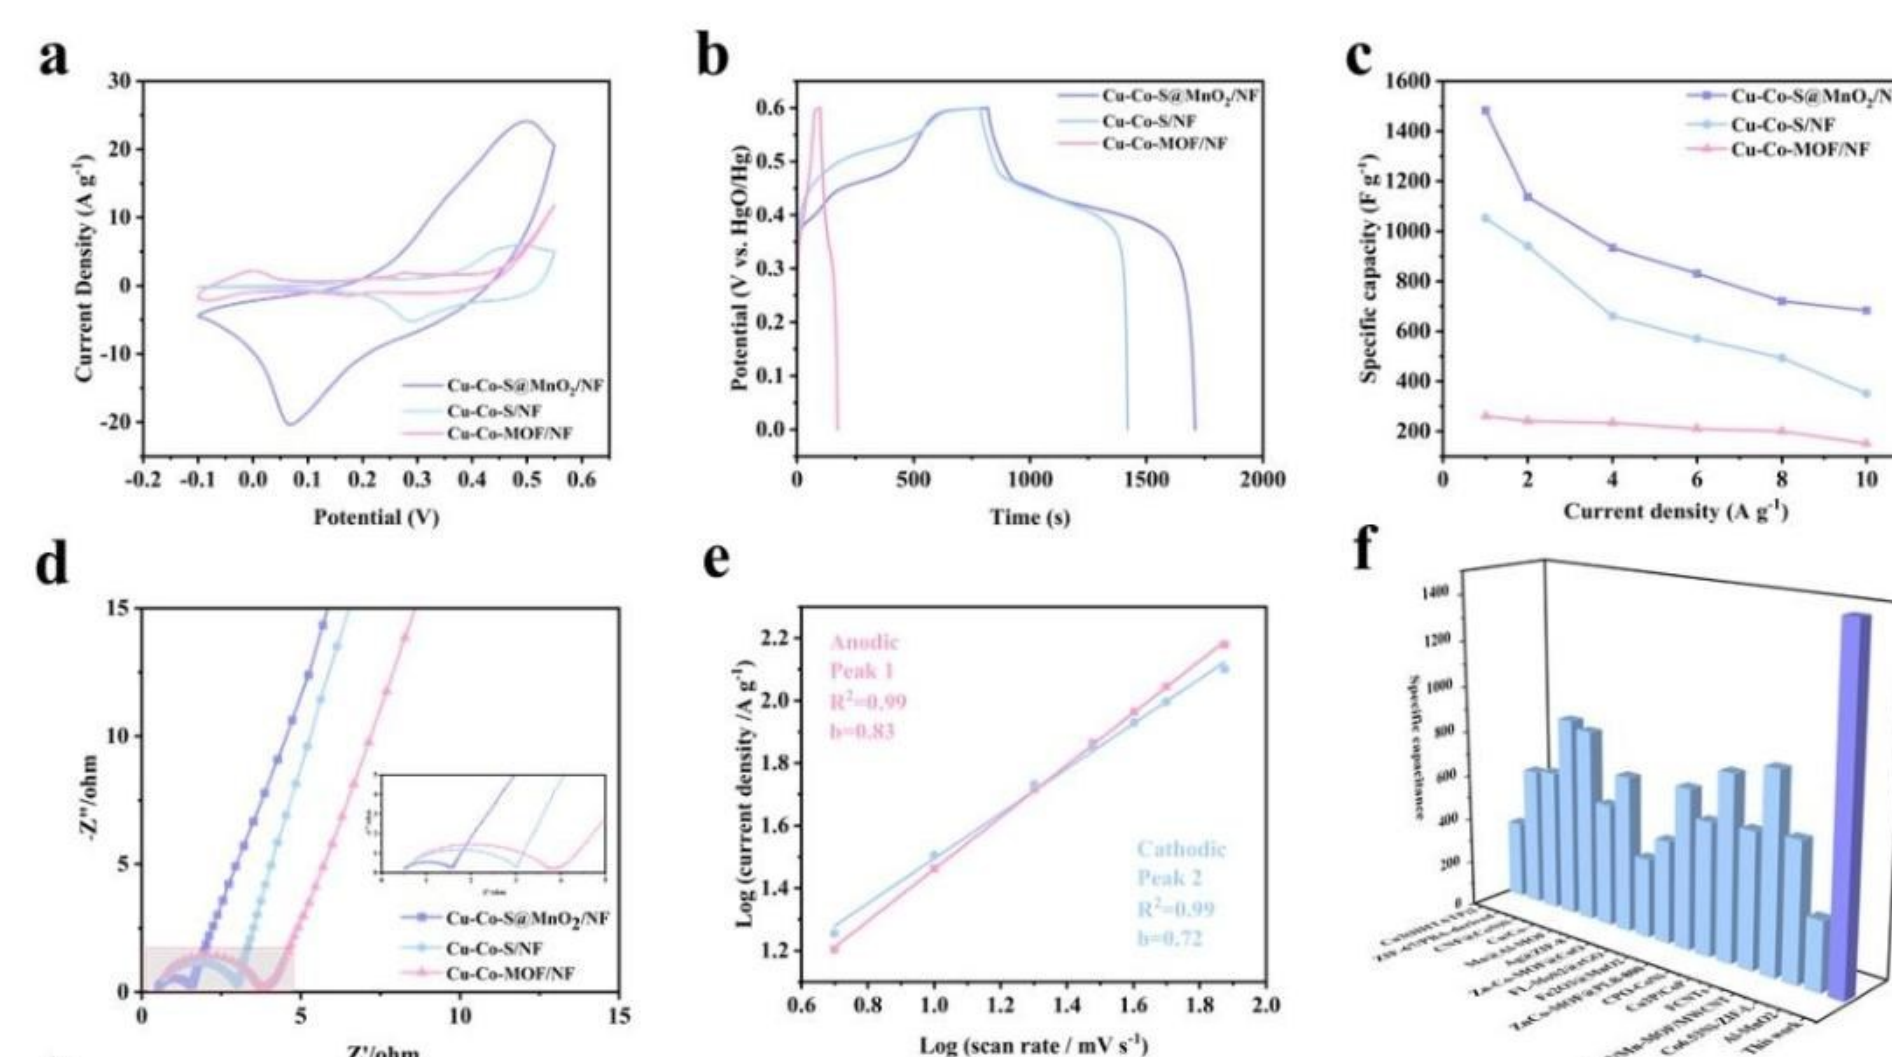 a
30
20
10
0
-10
-20
Current Density (A g⁻¹)
Cu-Co-S@MnO₂/NF
Cu-Co-S/NF
Cu-Co-MOF/NF
-0.2 -0.1 0.0 0.1 0.2 0.3 0.4 0.5 0.6
Potential (V)
b
0.6
0.5
0.4
0.3
0.2
0.1
0.0
Potential (V vs. HgO/Hg)
Cu-Co-S@MnO₂/NF
Cu-Co-S/NF
Cu-Co-MOF/NF
0 500 1000 1500 2000
Time (s)
c
1600
1400
1200
1000
800
600
400
200
Specific capacity (F g⁻¹)
Cu-Co-S@MnO₂/N
Cu-Co-S/NF
Cu-Co-MOF/NF
0 2 4 6 8 10
Current density (A g⁻¹)
d
15
10
5
0
-Z''/ohm
Cu-Co-S@MnO₂/NF
Cu-Co-S/NF
Cu-Co-MOF/NF
0 5 10 15
Z'/ohm
e
2.2
2.0
1.8
1.6
1.4
1.2
Log (current density /A g⁻¹)
Anodic
Peak 1
R²=0.99
b=0.83
Cathodic
Peak 2
R²=0.99
b=0.72
0.6 0.8 1.0 1.2 1.4 1.6 1.8 2.0
Log (scan rate / mV s⁻¹)
f
1400
1200
1000
800
600
400
200
0
Specific capacitance
This work